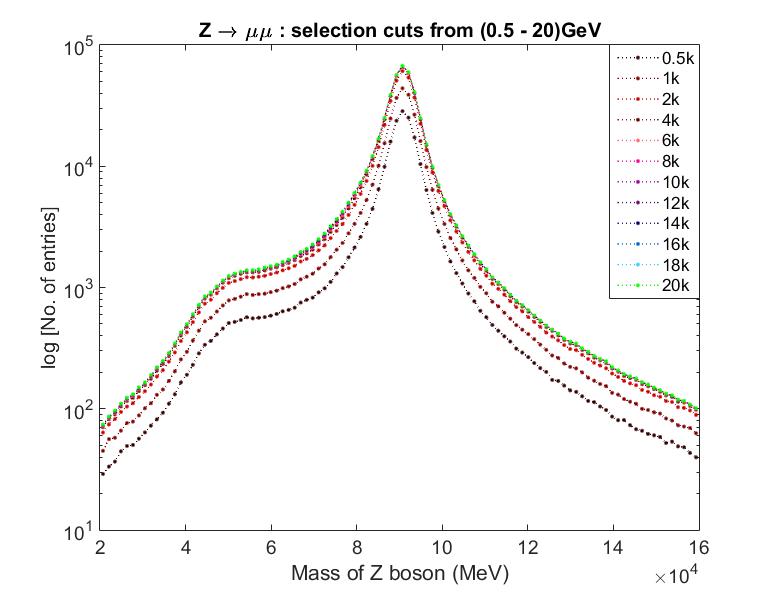 Z → μμ : selection cuts from (0.5 - 20)GeV
10^5
10^4
10^3
10^2
10^1
log [No. of entries]
2 4 6 8 10 12 14 16
×10^4
Mass of Z boson (MeV)
0.5k
1k
2k
4k
6k
8k
10k
12k
14k
16k
18k
20k